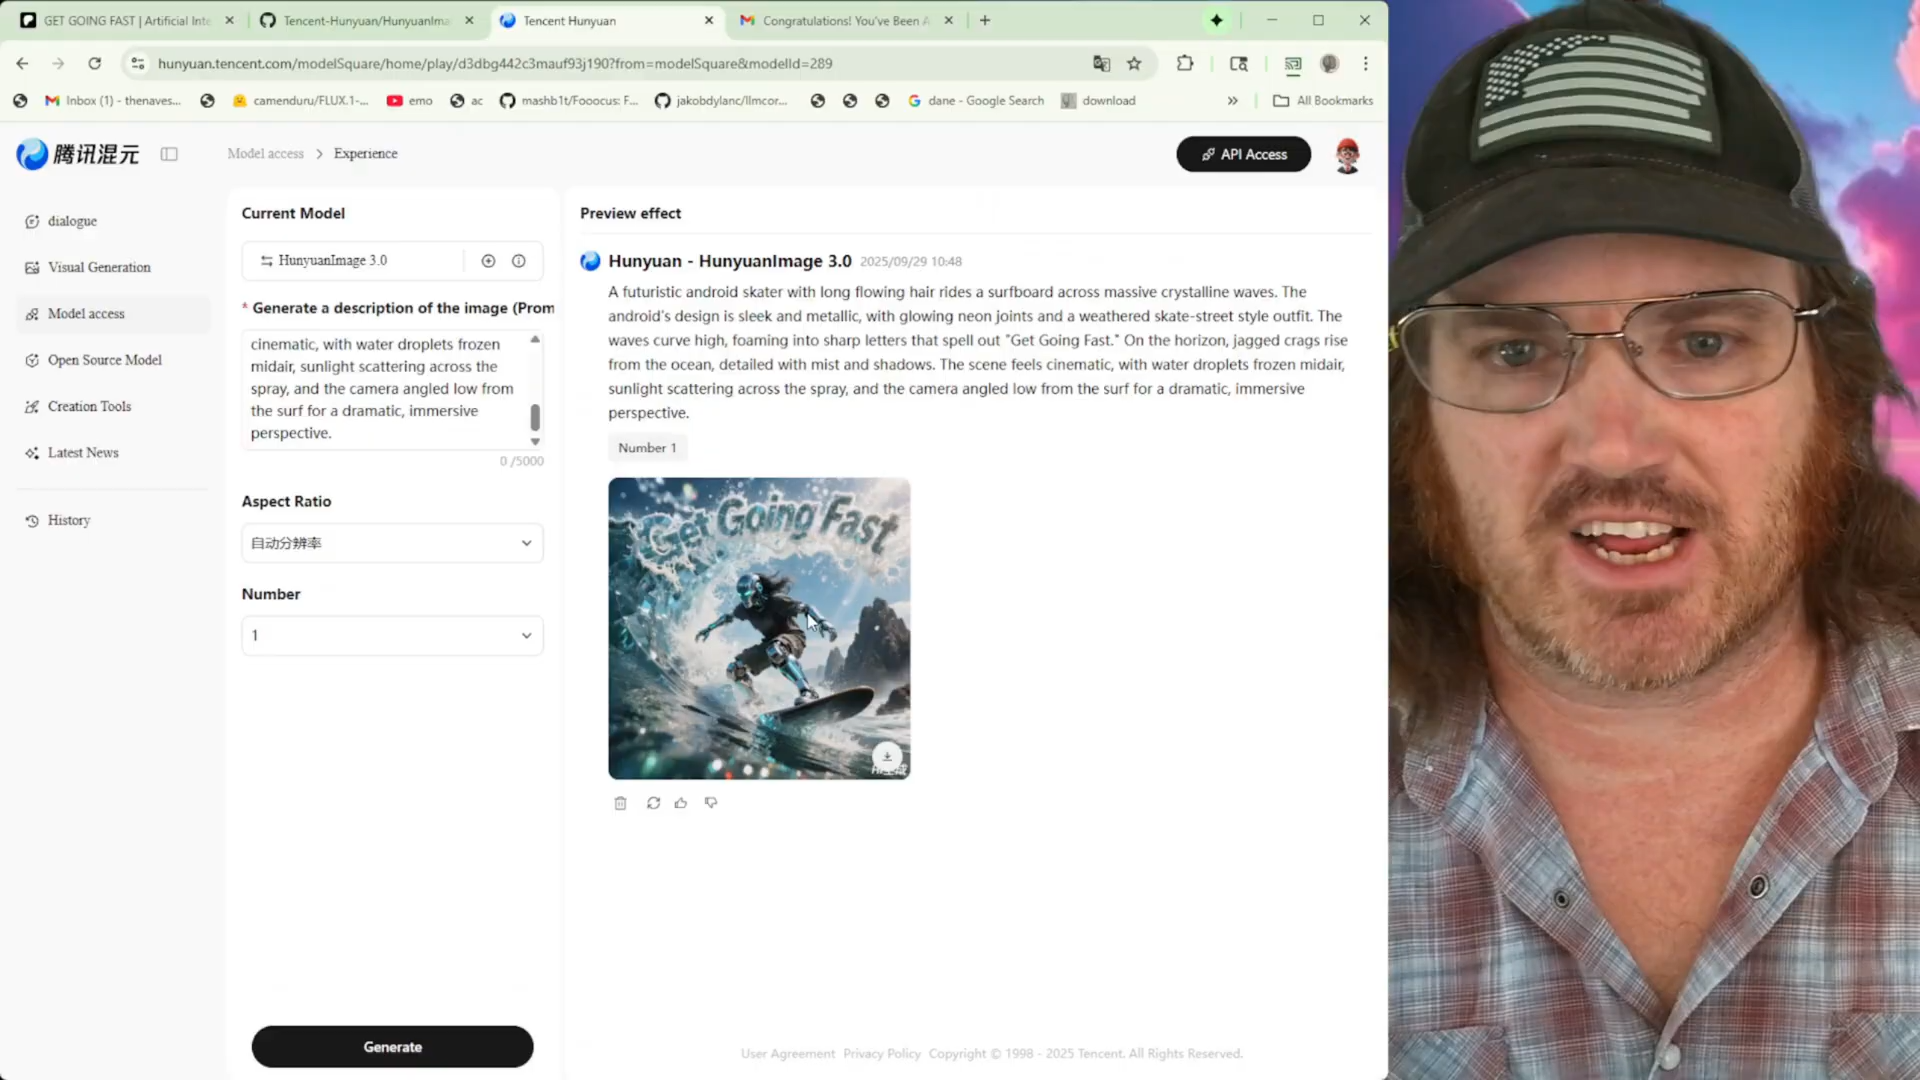 GET GOING FAST | Artificial Inte
Tencent-Hunyuan/HunyuanIma
Tencent Hunyuan
Congratulations! You've Been A
hunyuan.tencent.com/modelSquare/home/play/d3dbg442c3mauf93j190?from=modelSquare&modelId=289
Inbox (1) - thenaves...
camenduru/FLUX.1-...
emo
ac
mashb1t/Fooocus: F...
jakobdylanc/llmcor...
dane - Google Search
download
All Bookmarks
腾讯混元
Model access
Experience
API Access
dialogue
Visual Generation
Model access
Open Source Model
Creation Tools
Latest News
History
Current Model
HunyuanImage 3.0
* Generate a description of the image (Prom
cinematic, with water droplets frozen
midair, sunlight scattering across the
spray, and the camera angled low from
the surf for a dramatic, immersive
perspective.
0 /5000
Aspect Ratio
自动分辨率
Number
1
Generate
Preview effect
Hunyuan - HunyuanImage 3.0 2025/09/29 10:48
A futuristic android skater with long flowing hair rides a surfboard across massive crystalline waves. The
android's design is sleek and metallic, with glowing neon joints and a weathered skate-street style outfit. The
waves curve high, foaming into sharp letters that spell out "Get Going Fast." On the horizon, jagged crags rise
from the ocean, detailed with mist and shadows. The scene feels cinematic, with water droplets frozen midair,
sunlight scattering across the spray, and the camera angled low from the surf for a dramatic, immersive
perspective.
Number 1
Get Going Fast
User Agreement Privacy Policy Copyright © 1998 - 2025 Tencent. All Rights Reserved.